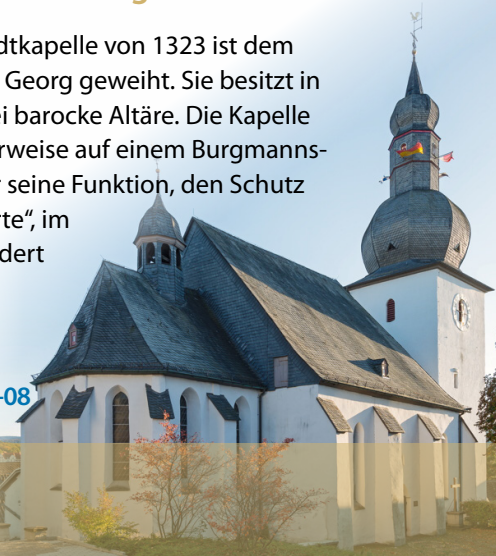 dtkapelle von 1323 ist dem
Georg geweiht. Sie besitzt in
ei barocke Altäre. Die Kapelle
rweise auf einem Burgmanns-
r seine Funktion, den Schutz
rte“, im
dert
-08